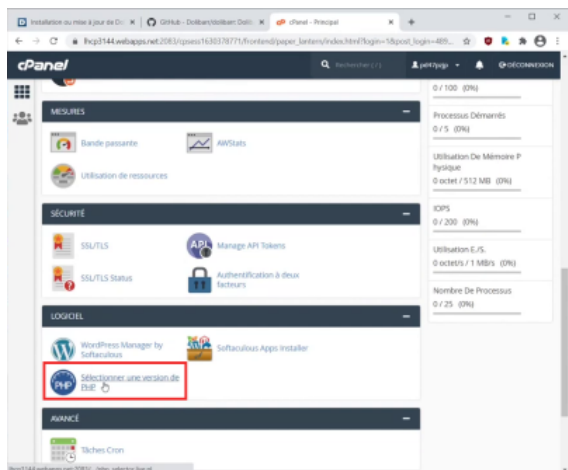 Installation ou mise à jour de Do
GitHub - Dolibarr/dolibarr: Dolib
cPanel - Principal
cPanel
Rechercher ( / )
DÉCONNEXION
0 / 100 (0%)
MESURES
Bande passante
AWStats
Utilisation de ressources
Processus Démarrés
0 / 5 (0%)
Utilisation De Mémoire P
hysique
0 octet / 512 MB (0%)
IOPS
0 / 200 (0%)
Utilisation E./S.
0 octet/s / 1 MB/s (0%)
Nombre De Processus
0 / 25 (0%)
SÉCURITÉ
SSL/TLS
API
Manage API Tokens
SSL/TLS Status
Authentification à deux
facteurs
LOGICIEL
WordPress Manager by
Softaculous
Softaculous Apps Installer
PHP
Sélectionner une version de
PHP
AVANCÉ
Tâches Cron